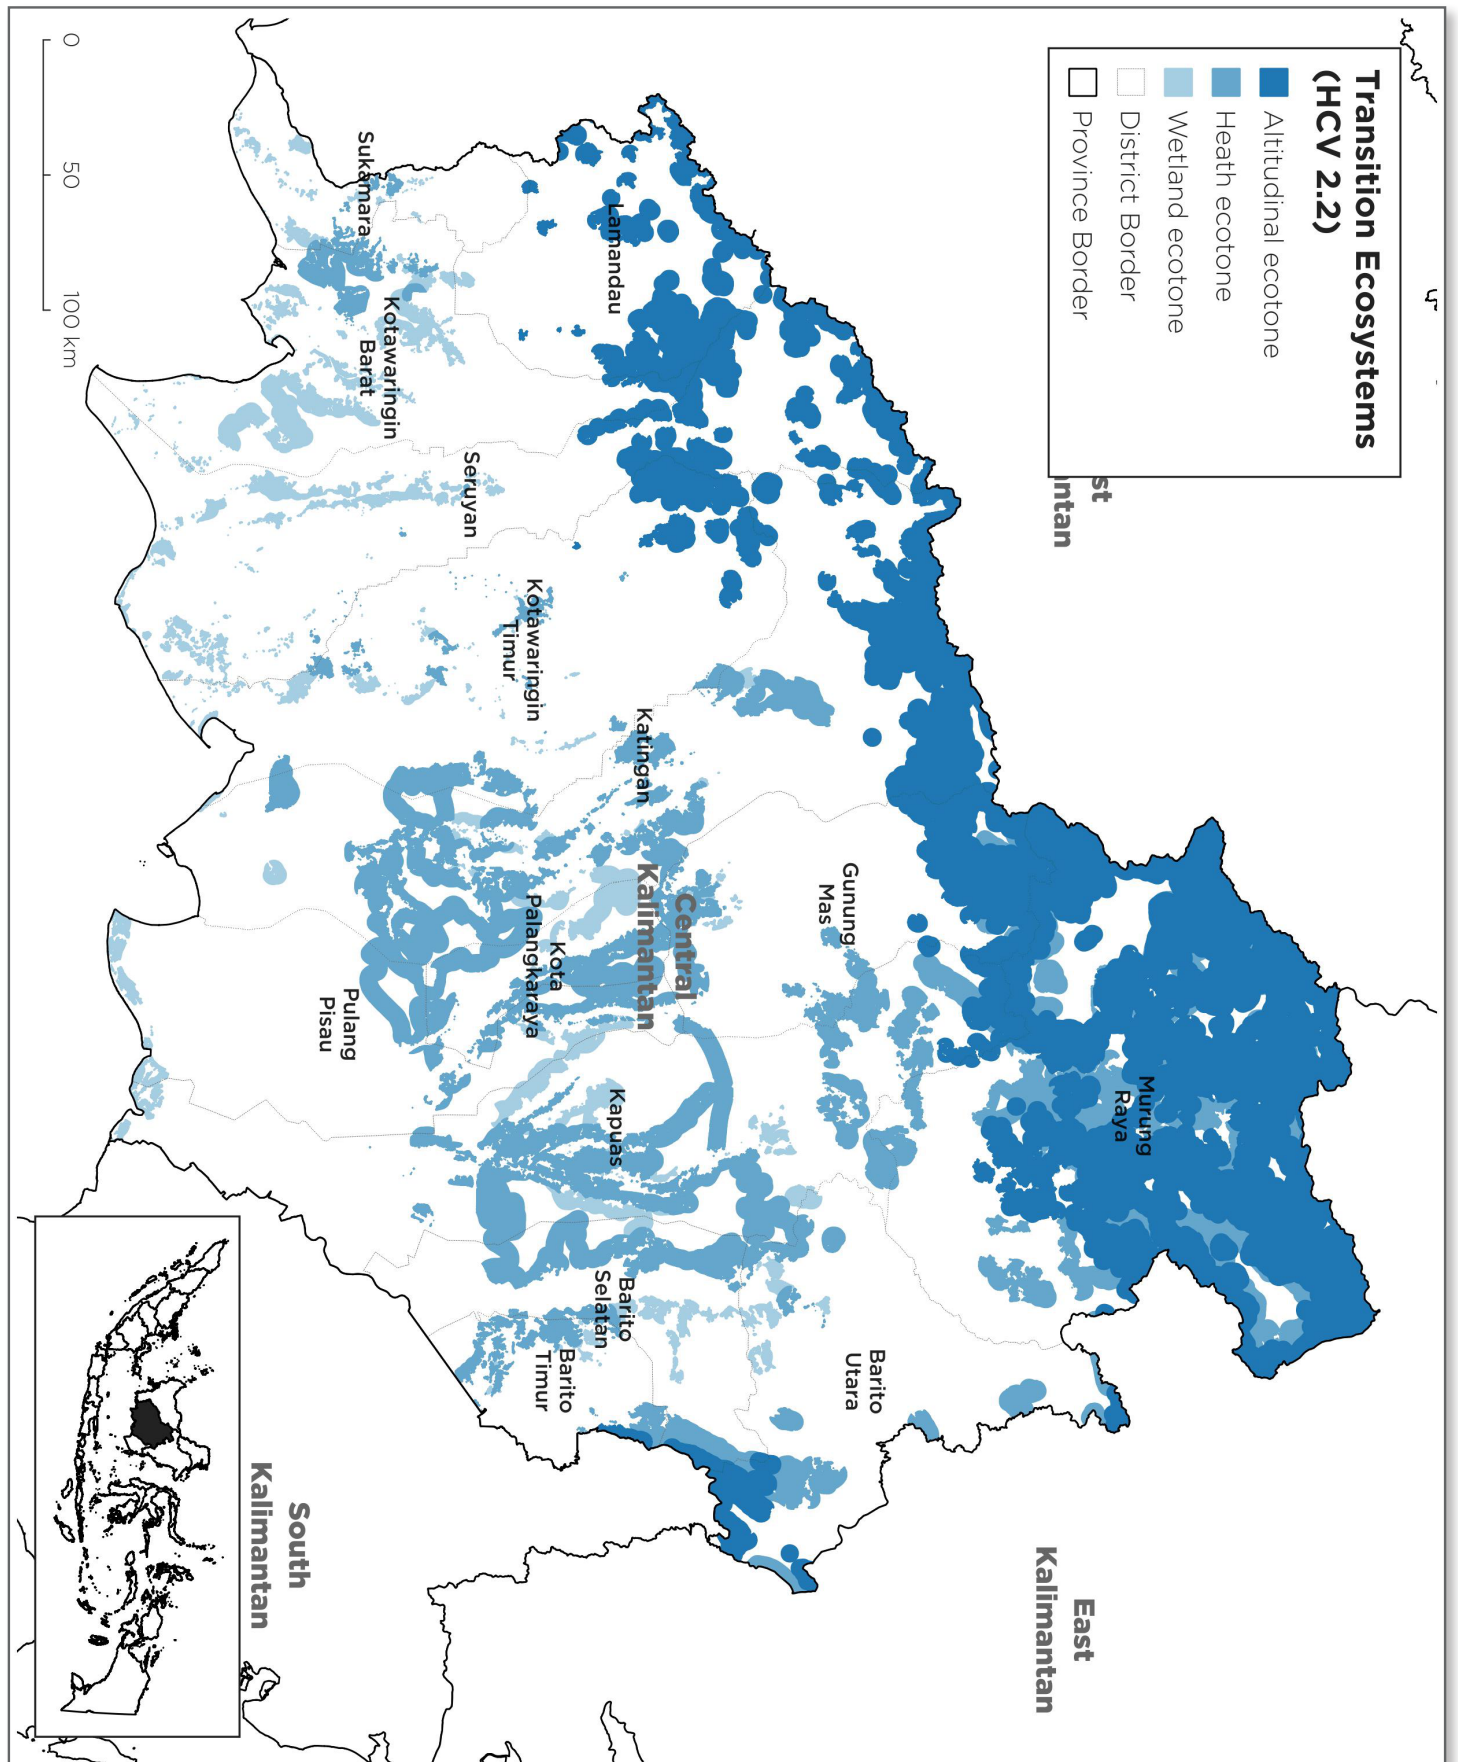 Transition Ecosystems
(HCV 2.2)
Altitudinal ecotone
Heath ecotone
Wetland ecotone
District Border
Province Border
st
ntan
East
Kalimantan
Murung
Raya
Gunung
Mas
Barito
Utara
Central
Kalimantan
Katingan
Lamandau
Kapuas
Barito
Selatan
Kotawaringin
Timur
Kota
Palangkaraya
Barito
Timur
Seruyan
Kotawaringin
Barat
Sukamara
Pulang
Pisau
South
Kalimantan
0 50 100 km